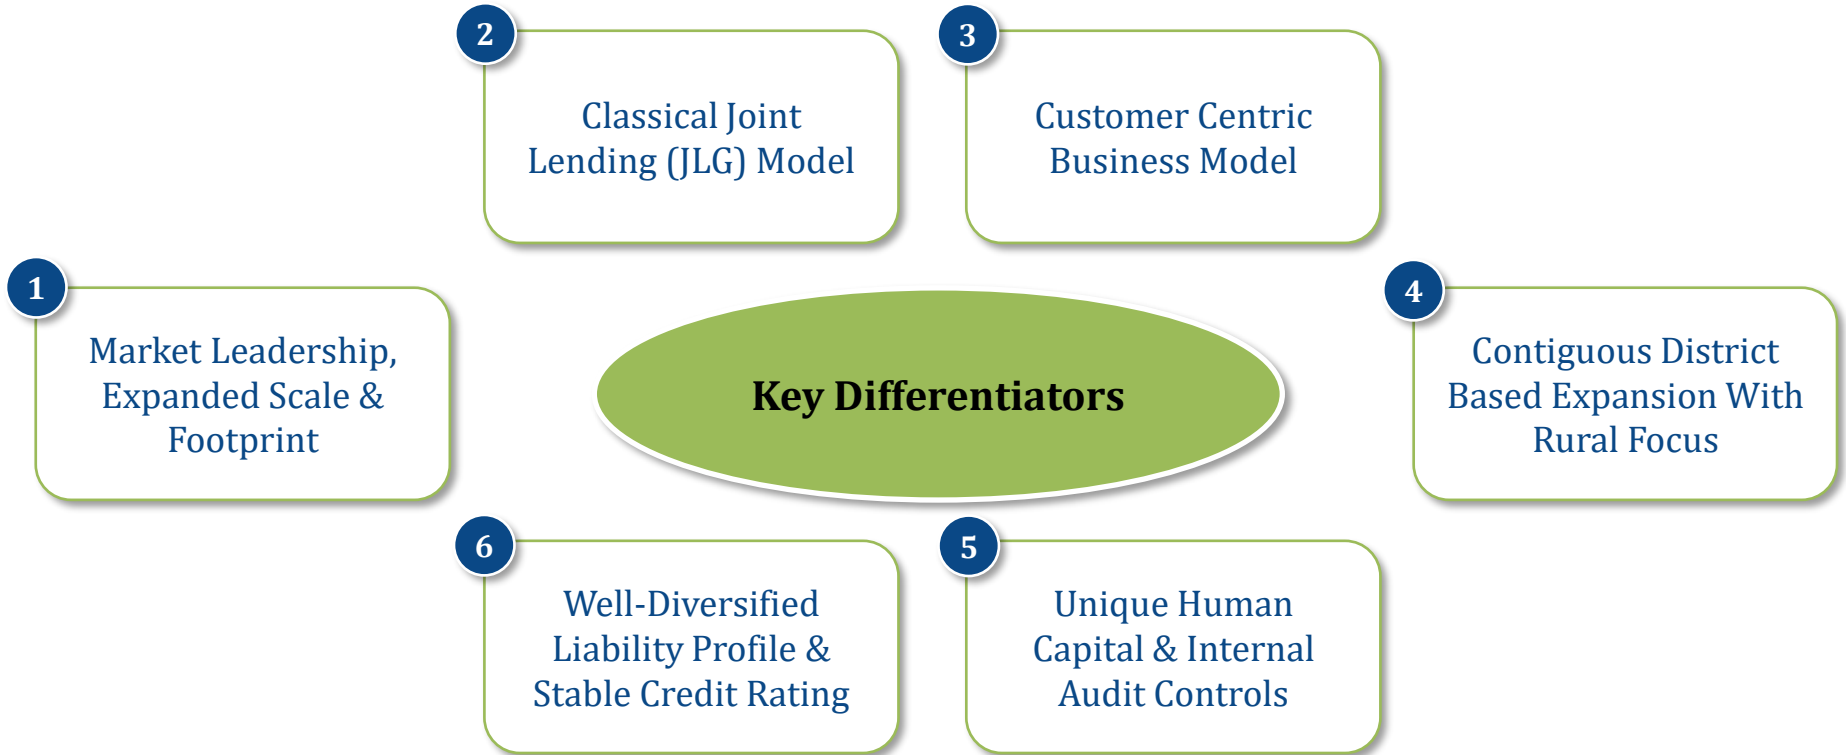 2
Classical Joint
Lending (JLG) Model
3
Customer Centric
Business Model
1
Market Leadership,
Expanded Scale &
Footprint
Key Differentiators
4
Contiguous District
Based Expansion With
Rural Focus
6
Well-Diversified
Liability Profile &
Stable Credit Rating
5
Unique Human
Capital & Internal
Audit Controls